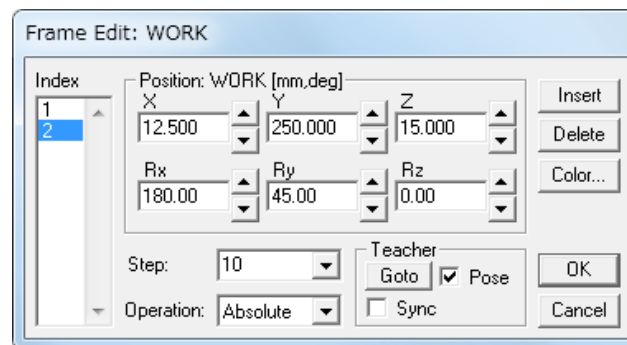 Frame Edit: WORK
Index
1
2
Position: WORK [mm,deg]
X Y Z
12.500 250.000 15.000
Rx Ry Rz
180.00 45.00 0.00
Insert
Delete
Color...
Step: 10
Operation: Absolute
Teacher
Goto Pose
Sync
OK
Cancel